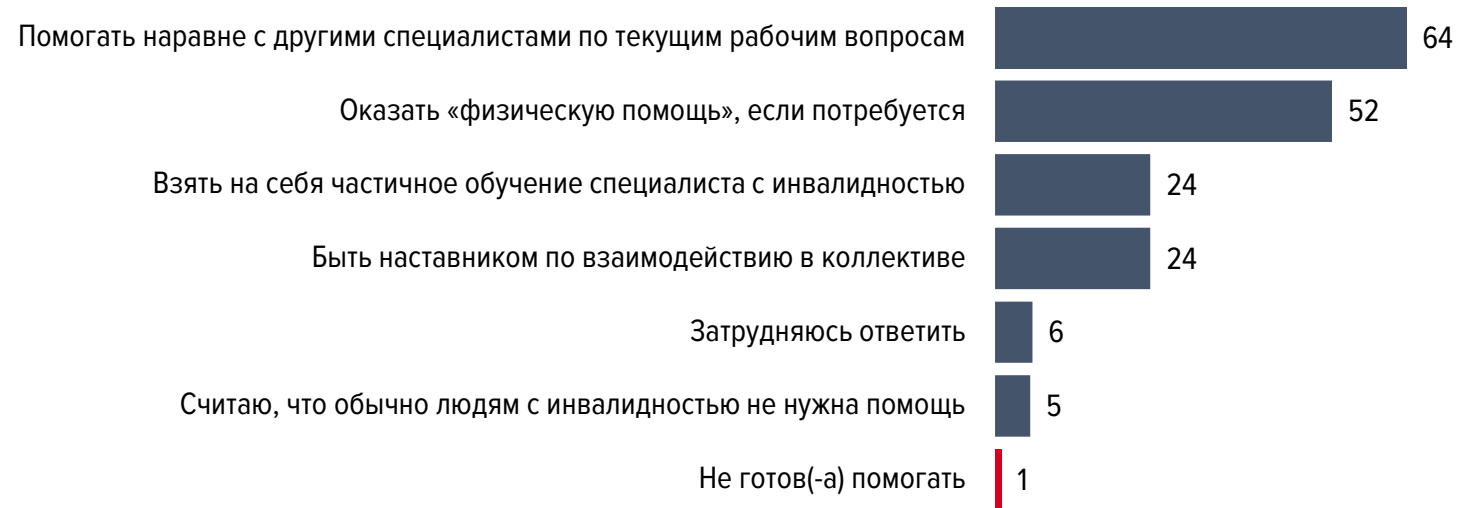 Помогать наравне с другими специалистами по текущим рабочим вопросам 64
Оказать «физическую помощь», если потребуется 52
Взять на себя частичное обучение специалиста с инвалидностью 24
Быть наставником по взаимодействию в коллективе 24
Затрудняюсь ответить 6
Считаю, что обычно людям с инвалидностью не нужна помощь 5
Не готов(-а) помогать 1